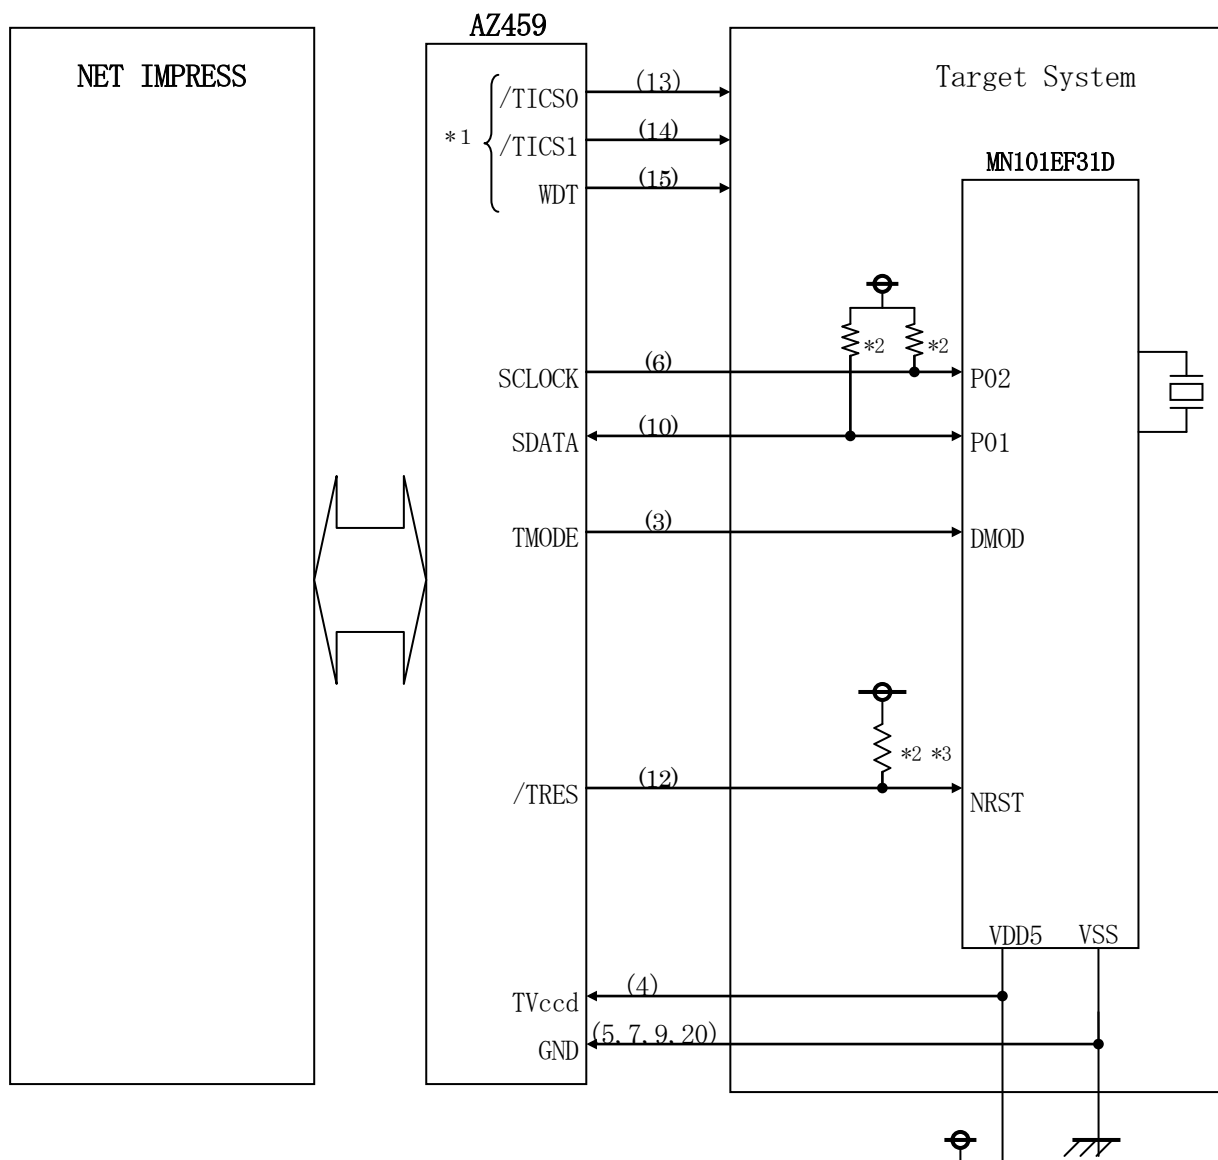 AZ459
NET IMPRESS
Target System
*1
/TICS0
(13)
/TICS1
(14)
WDT
(15)
MN101EF31D
*2
*2
SCLOCK
(6)
P02
SDATA
(10)
P01
TMODE
(3)
DMOD
*2 *3
/TRES
(12)
NRST
VDD5
VSS
TVccd
(4)
GND
(5,7,9,20)